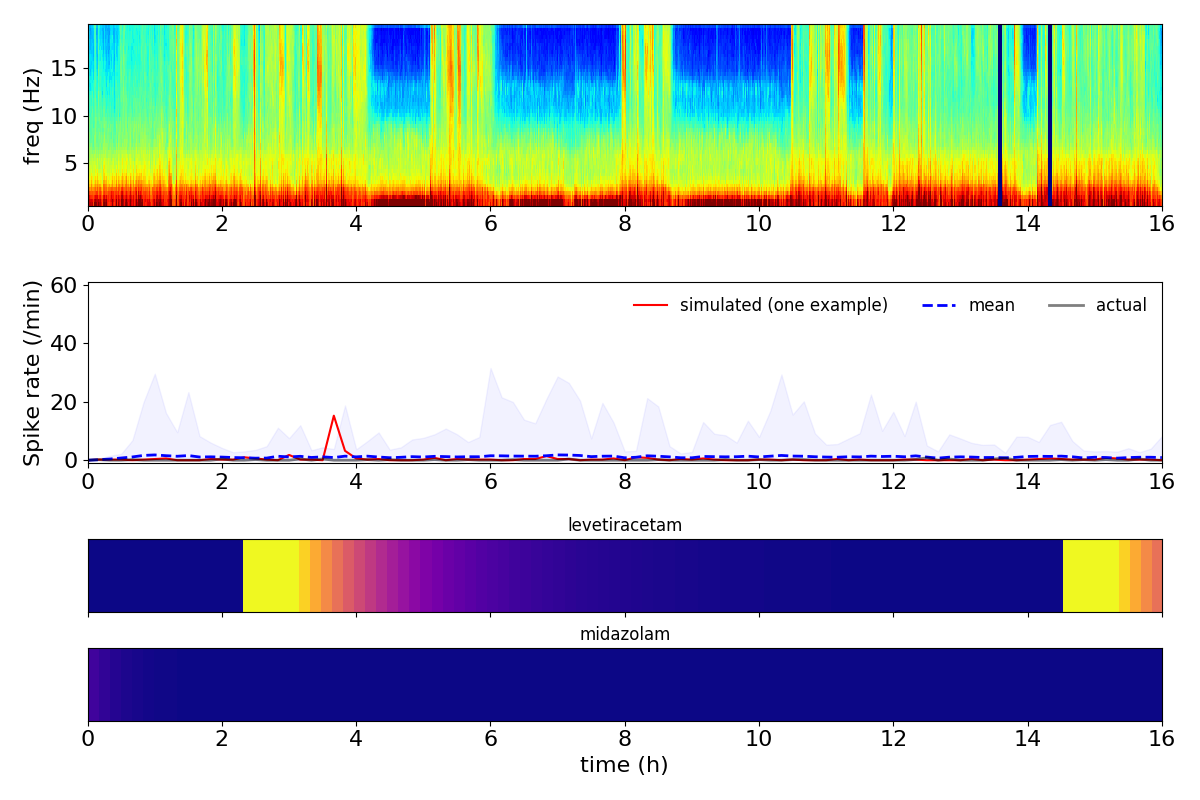 freq (Hz)
15
10
5
0 2 4 6 8 10 12 14 16
Spike rate (/min)
60
40
20
0
simulated (one example) mean actual
0 2 4 6 8 10 12 14 16
levetiracetam
midazolam
0 2 4 6 8 10 12 14 16
time (h)